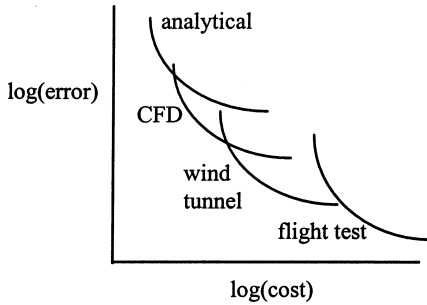 analytical
log(error)
CFD
wind
tunnel
flight test
log(cost)